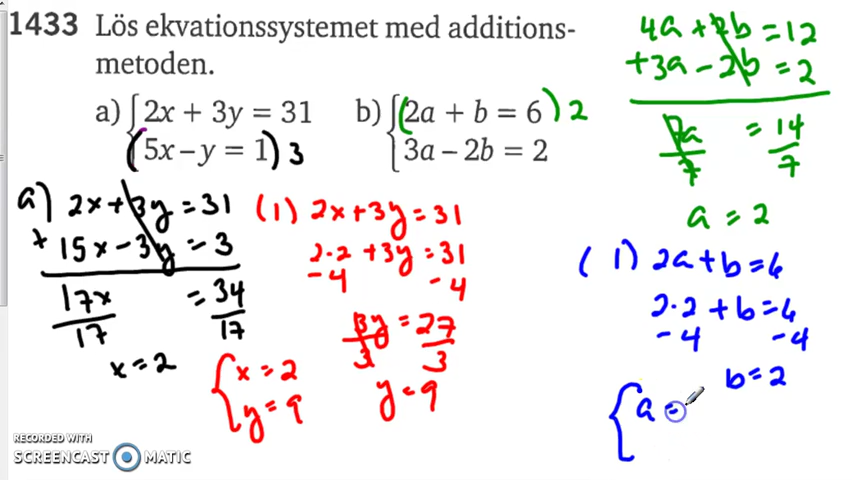 1433 Lös ekvationssystemet med additions-
metoden.
a) { 2x + 3y = 31
(5x − y = 1) 3
b) { (2a + b = 6) 2
3a − 2b = 2
a) 2x + 3y = 31
+ 15x − 3y = 3
17x/17 = 34/17
x = 2
(1) 2x + 3y = 31
2·2 + 3y = 31
−4 −4
3y/3 = 27/3
y = 9
{ x = 2
y = 9
4a + 2b = 12
+3a − 2b = 2
7a/7 = 14/7
a = 2
(1) 2a + b = 6
2·2 + b = 6
−4 −4
b = 2
{ a =
RECORDED WITH
SCREENCAST MATIC